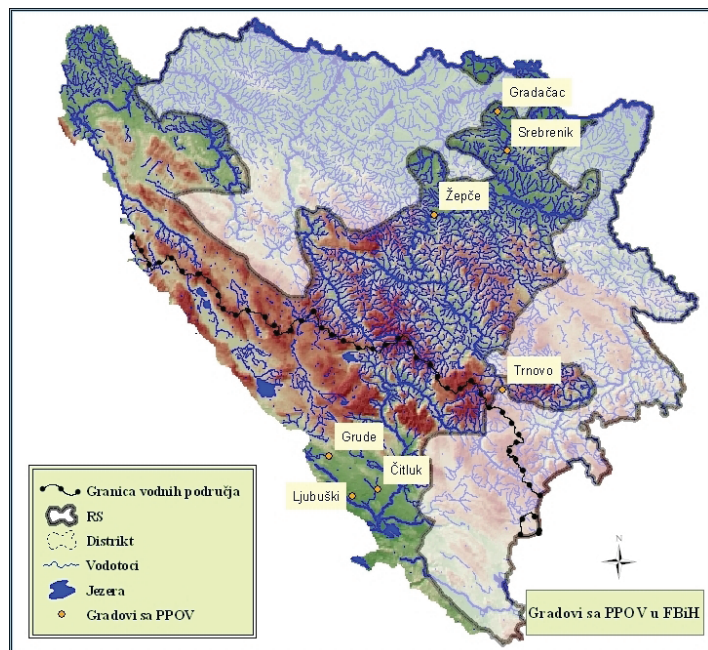 Gradačac
Srebrenik
Žepče
Trnovo
Grude
Čitluk
Ljubuški
Granica vodnih područja
RS
Distrikt
Vodotoci
Jezera
Gradovi sa PPOV
N
Gradovi sa PPOV u FBiH